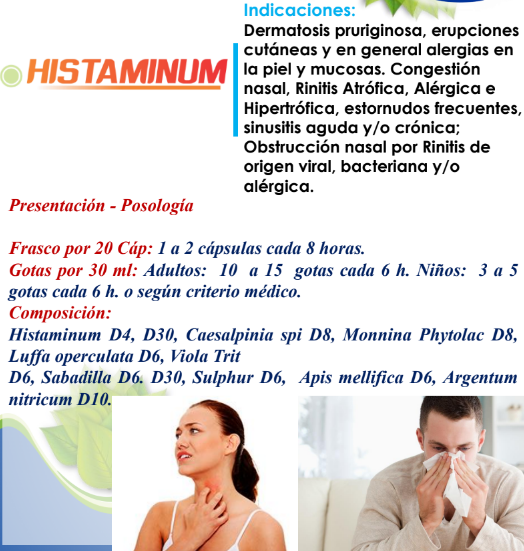 Indicaciones:
Dermatosis pruriginosa, erupciones
cutáneas y en general alergias en
la piel y mucosas. Congestión
nasal, Rinitis Atrófica, Alérgica e
Hipertrófica, estornudos frecuentes,
sinusitis aguda y/o crónica;
Obstrucción nasal por Rinitis de
origen viral, bacteriana y/o
alérgica.
HISTAMINUM
Presentación - Posología
Frasco por 20 Cáp: 1 a 2 cápsulas cada 8 horas.
Gotas por 30 ml: Adultos: 10 a 15 gotas cada 6 h. Niños: 3 a 5
gotas cada 6 h. o según criterio médico.
Composición:
Histaminum D4, D30, Caesalpinia spi D8, Monnina Phytolac D8,
Luffa operculata D6, Viola Trit
D6, Sabadilla D6. D30, Sulphur D6, Apis mellifica D6, Argentum
nitricum D10.